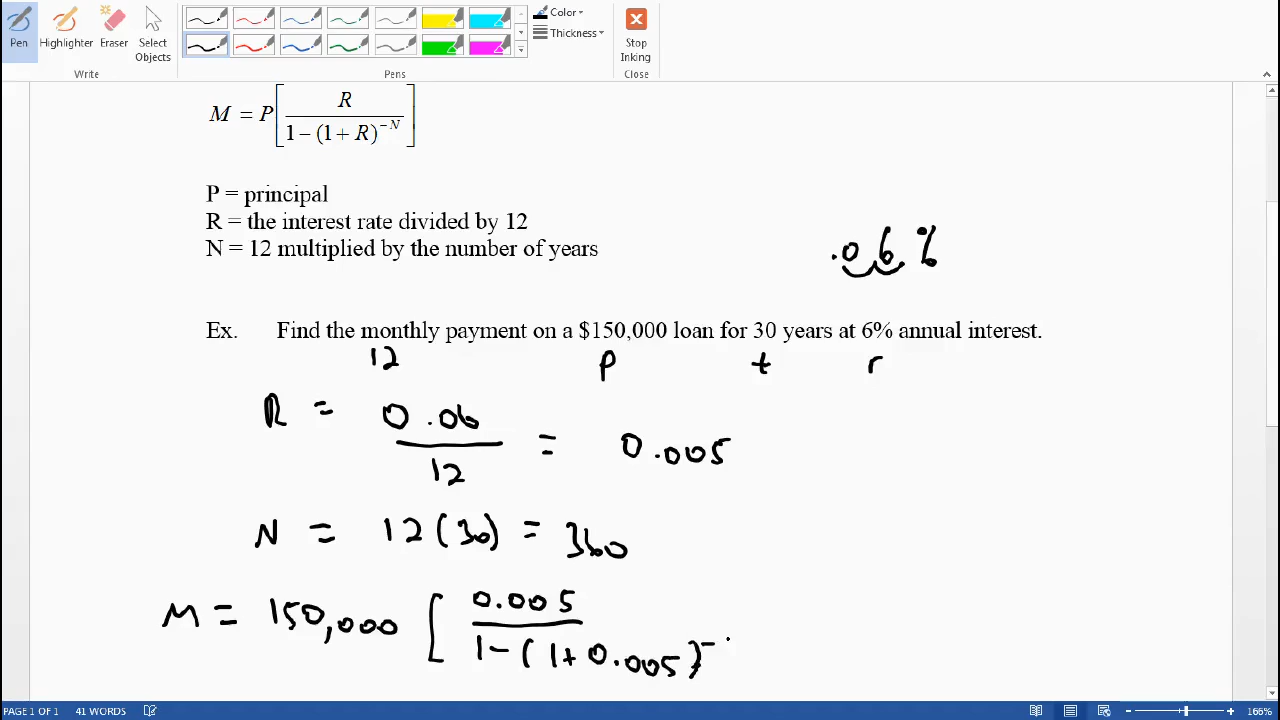 Pen
Highlighter
Eraser
Select Objects
Color
Thickness
Stop Inking
Write
Pens
Close
M = P[R / 1 − (1 + R)^−N]
P = principal
R = the interest rate divided by 12
N = 12 multiplied by the number of years
.06%
Ex. Find the monthly payment on a $150,000 loan for 30 years at 6% annual interest.
12 P t r
R = 0.06 / 12 = 0.005
N = 12(30) = 360
M = 150,000 [0.005 / 1 − (1 + 0.005)^−
PAGE 1 OF 1 41 WORDS 166%